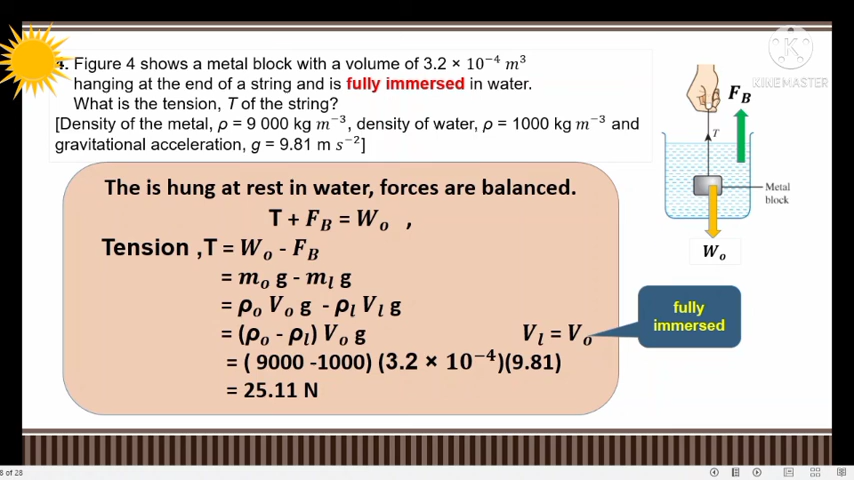 4. Figure 4 shows a metal block with a volume of 3.2 × 10⁻⁴ m³
hanging at the end of a string and is fully immersed in water.
What is the tension, T of the string?
[Density of the metal, ρ = 9 000 kg m⁻³, density of water, ρ = 1000 kg m⁻³ and
gravitational acceleration, g = 9.81 m s⁻²]
K
KINEMASTER
F_B
T
Metal
block
W_o
The is hung at rest in water, forces are balanced.
T + F_B = W_o ,
Tension ,T = W_o - F_B
= m_o g - m_l g
= ρ_o V_o g - ρ_l V_l g
= (ρ_o - ρ_l) V_o g V_l = V_o
= ( 9000 -1000) (3.2 × 10⁻⁴)(9.81)
= 25.11 N
fully
immersed
8 of 28